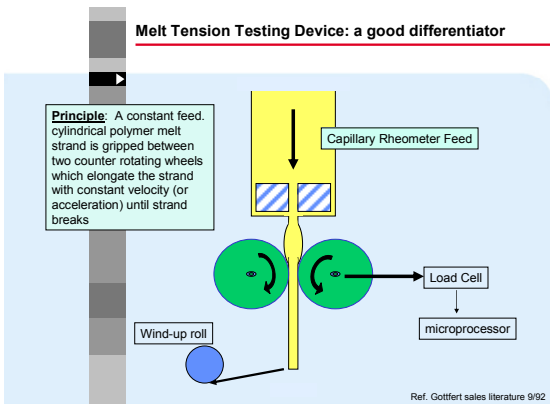 Melt Tension Testing Device: a good differentiator
Principle: A constant feed.
cylindrical polymer melt
strand is gripped between
two counter rotating wheels
which elongate the strand
with constant velocity (or
acceleration) until strand
breaks
Capillary Rheometer Feed
Load Cell
microprocessor
Wind-up roll
Ref. Gottfert sales literature 9/92